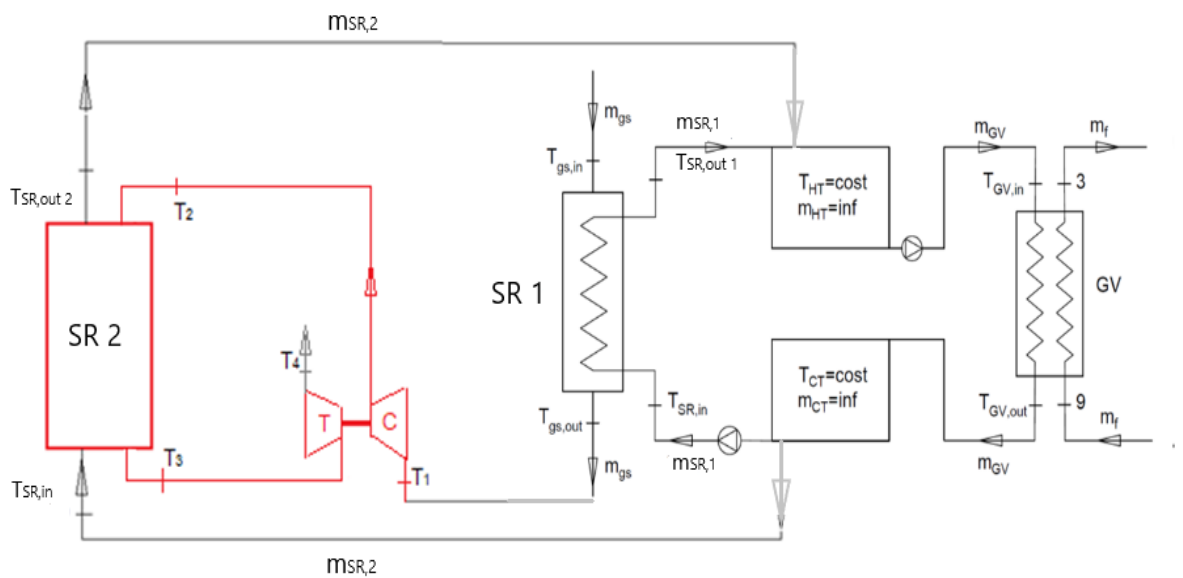 mSR,2
mgs
mSR,1
mGV
mf
Tgs,in
TSR,out 1
THT=cost
mHT=inf
TGV,in
3
TSR,out 2
T2
SR 2
SR 1
GV
T4
T
C
TCT=cost
mCT=inf
TSR,in
Tgs,out
TGV,out
9
T3
T1
mSR,1
mgs
mGV
mf
TSR,in
mSR,2